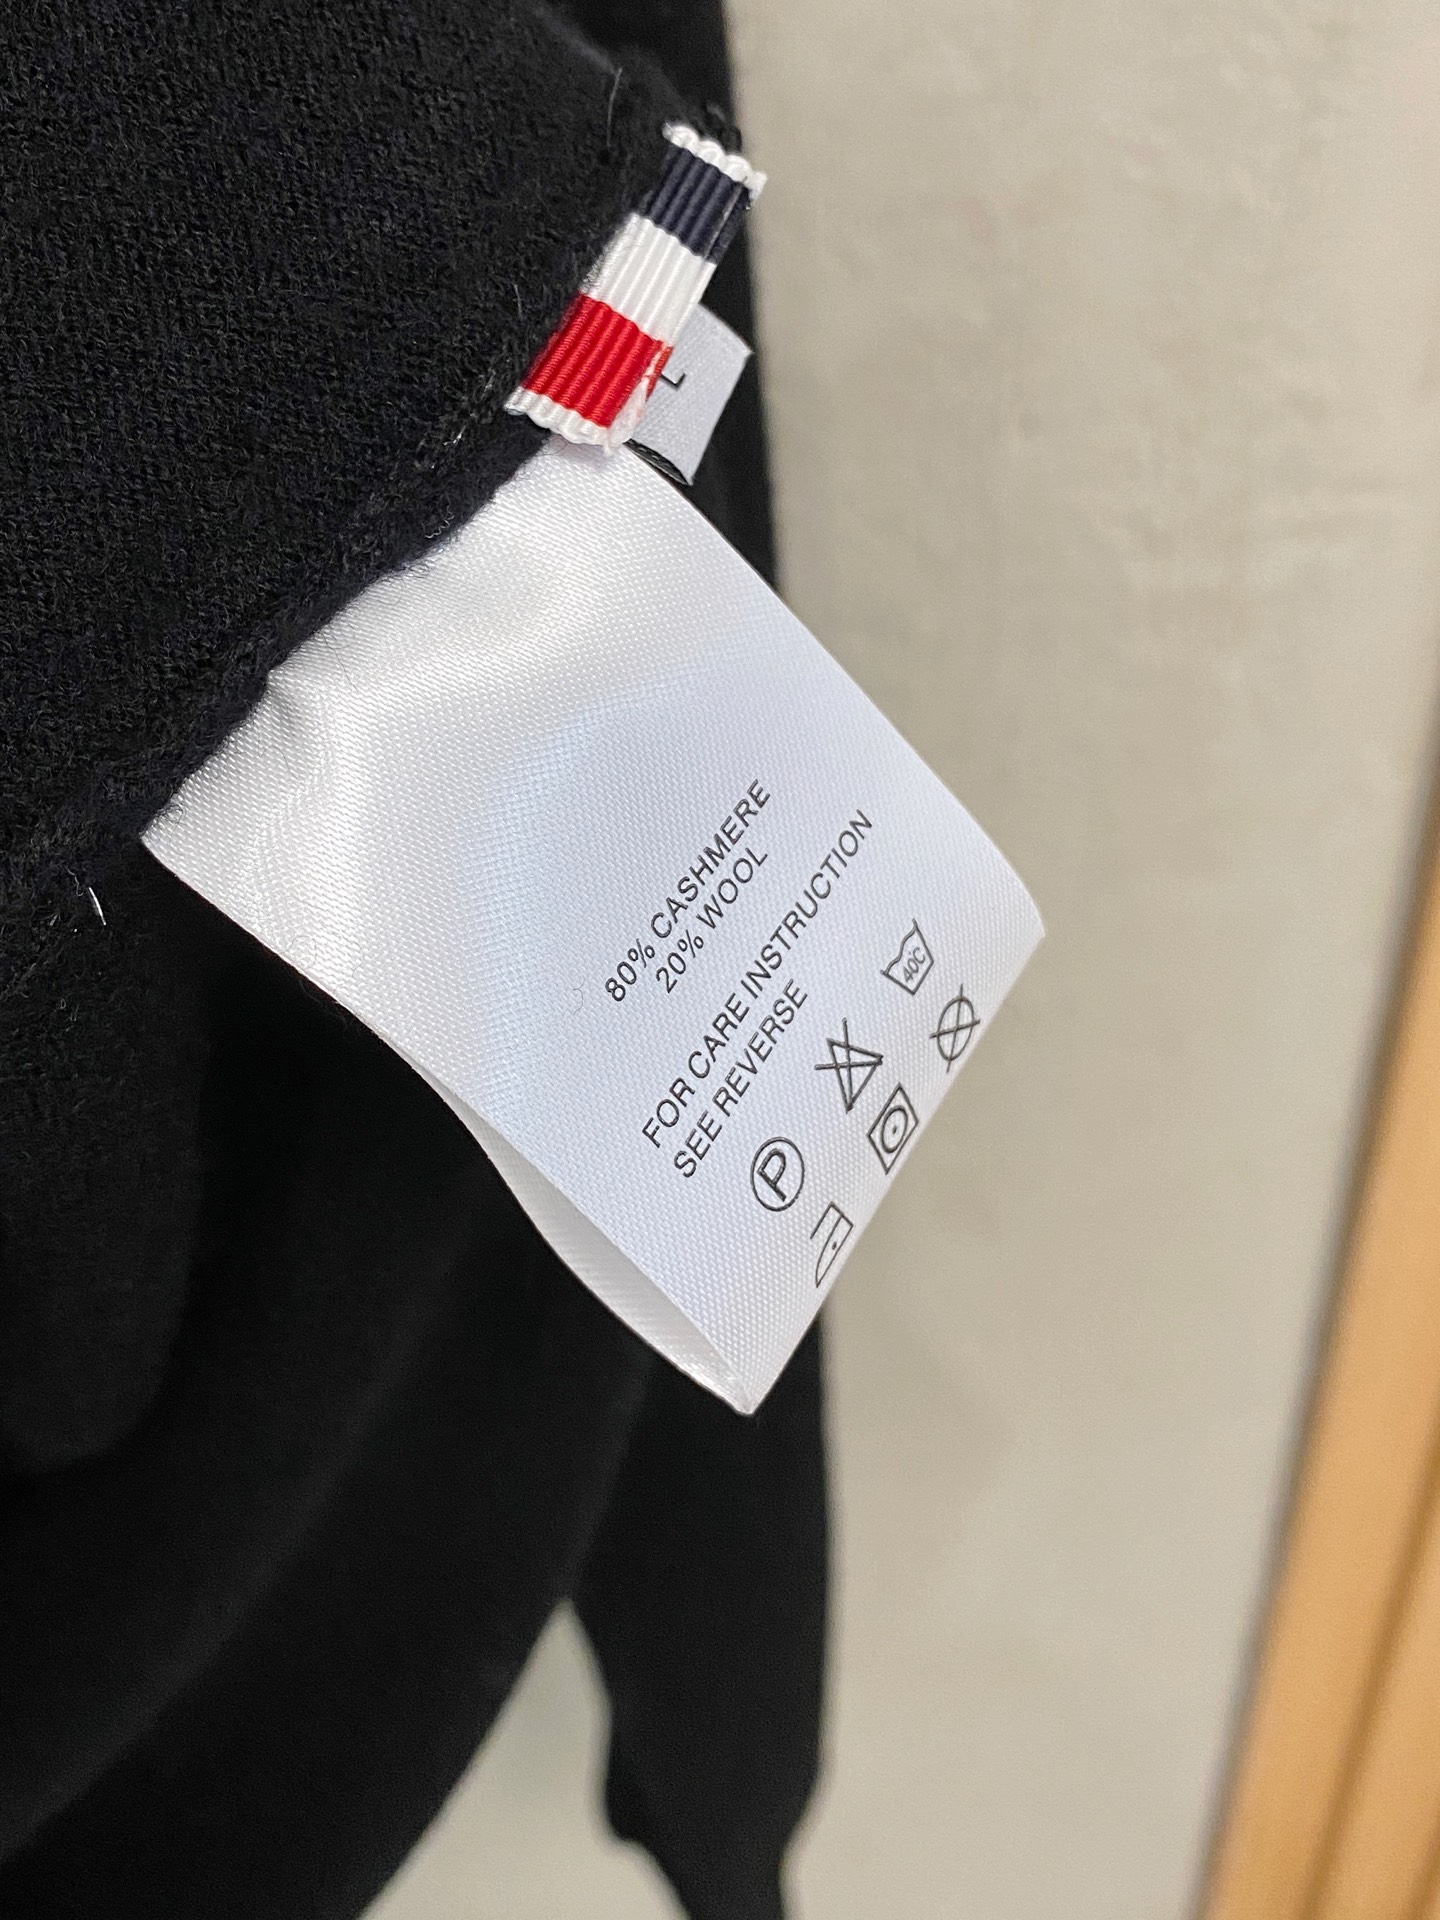 L
80% CASHMERE
20% WOOL
FOR CARE INSTRUCTION
SEE REVERSE
40C
P